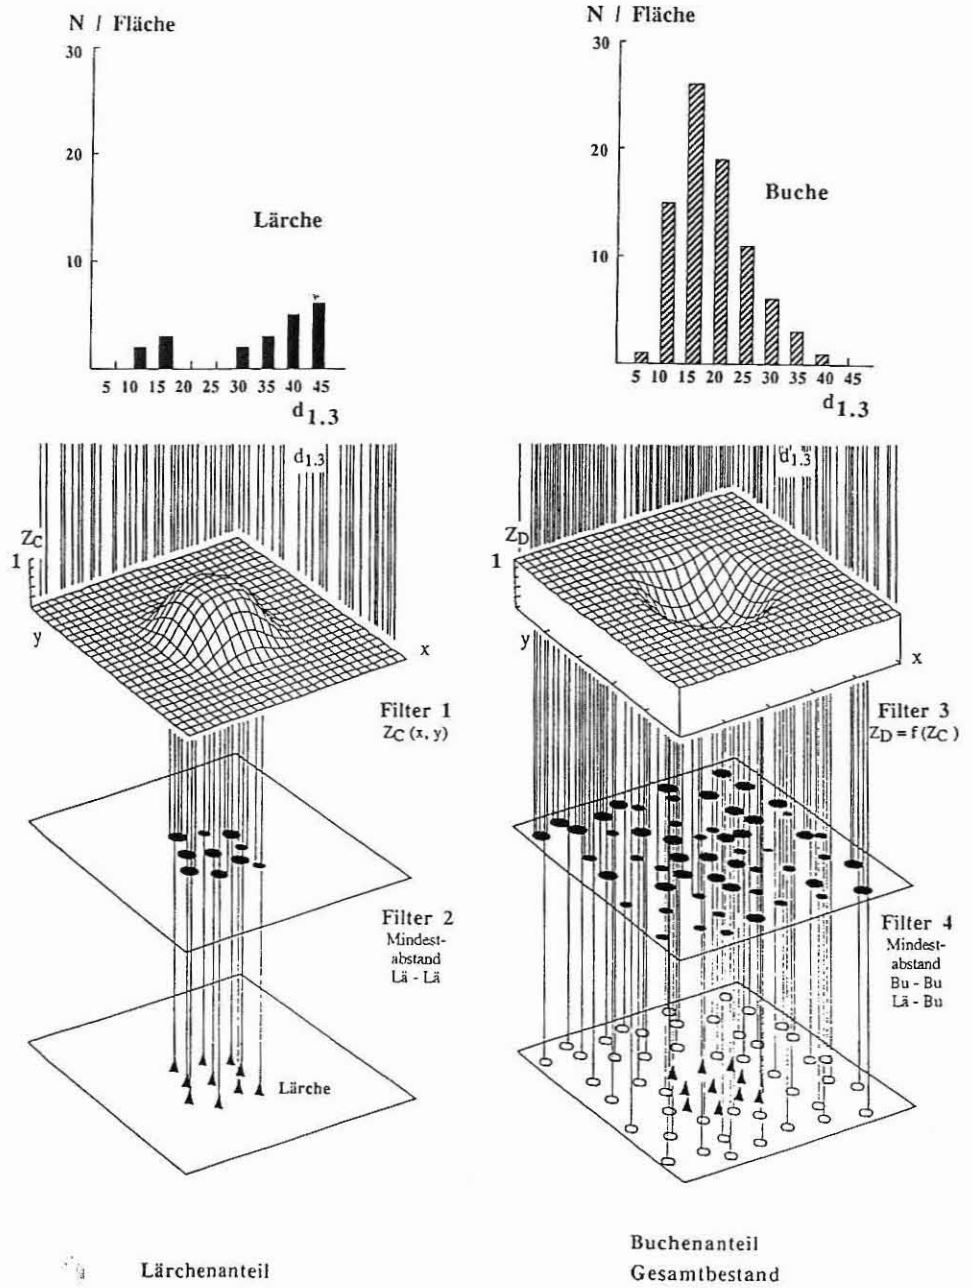 N / Fläche
30
20
10
Lärche
5 10 15 20 25 30 35 40 45
d1.3
N / Fläche
30
20
10
Buche
5 10 15 20 25 30 35 40 45
d1.3
d1.3
ZC
1
y
x
Filter 1
ZC (x, y)
Filter 2
Mindest-
abstand
Lä - Lä
Lärche
Lärchenanteil
d1.3
ZD
1
y
x
Filter 3
ZD = f (ZC )
Filter 4
Mindest-
abstand
Bu - Bu
Lä - Bu
Buchenanteil
Gesamtbestand